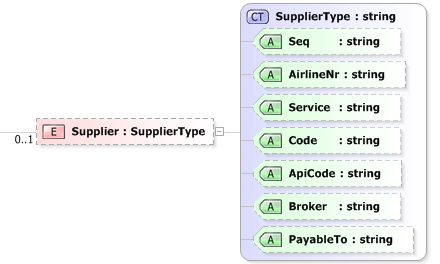 CT SupplierType : string
A Seq : string
A AirlineNr : string
A Service : string
E Supplier : SupplierType
0..1
A Code : string
A ApiCode : string
A Broker : string
A PayableTo : string